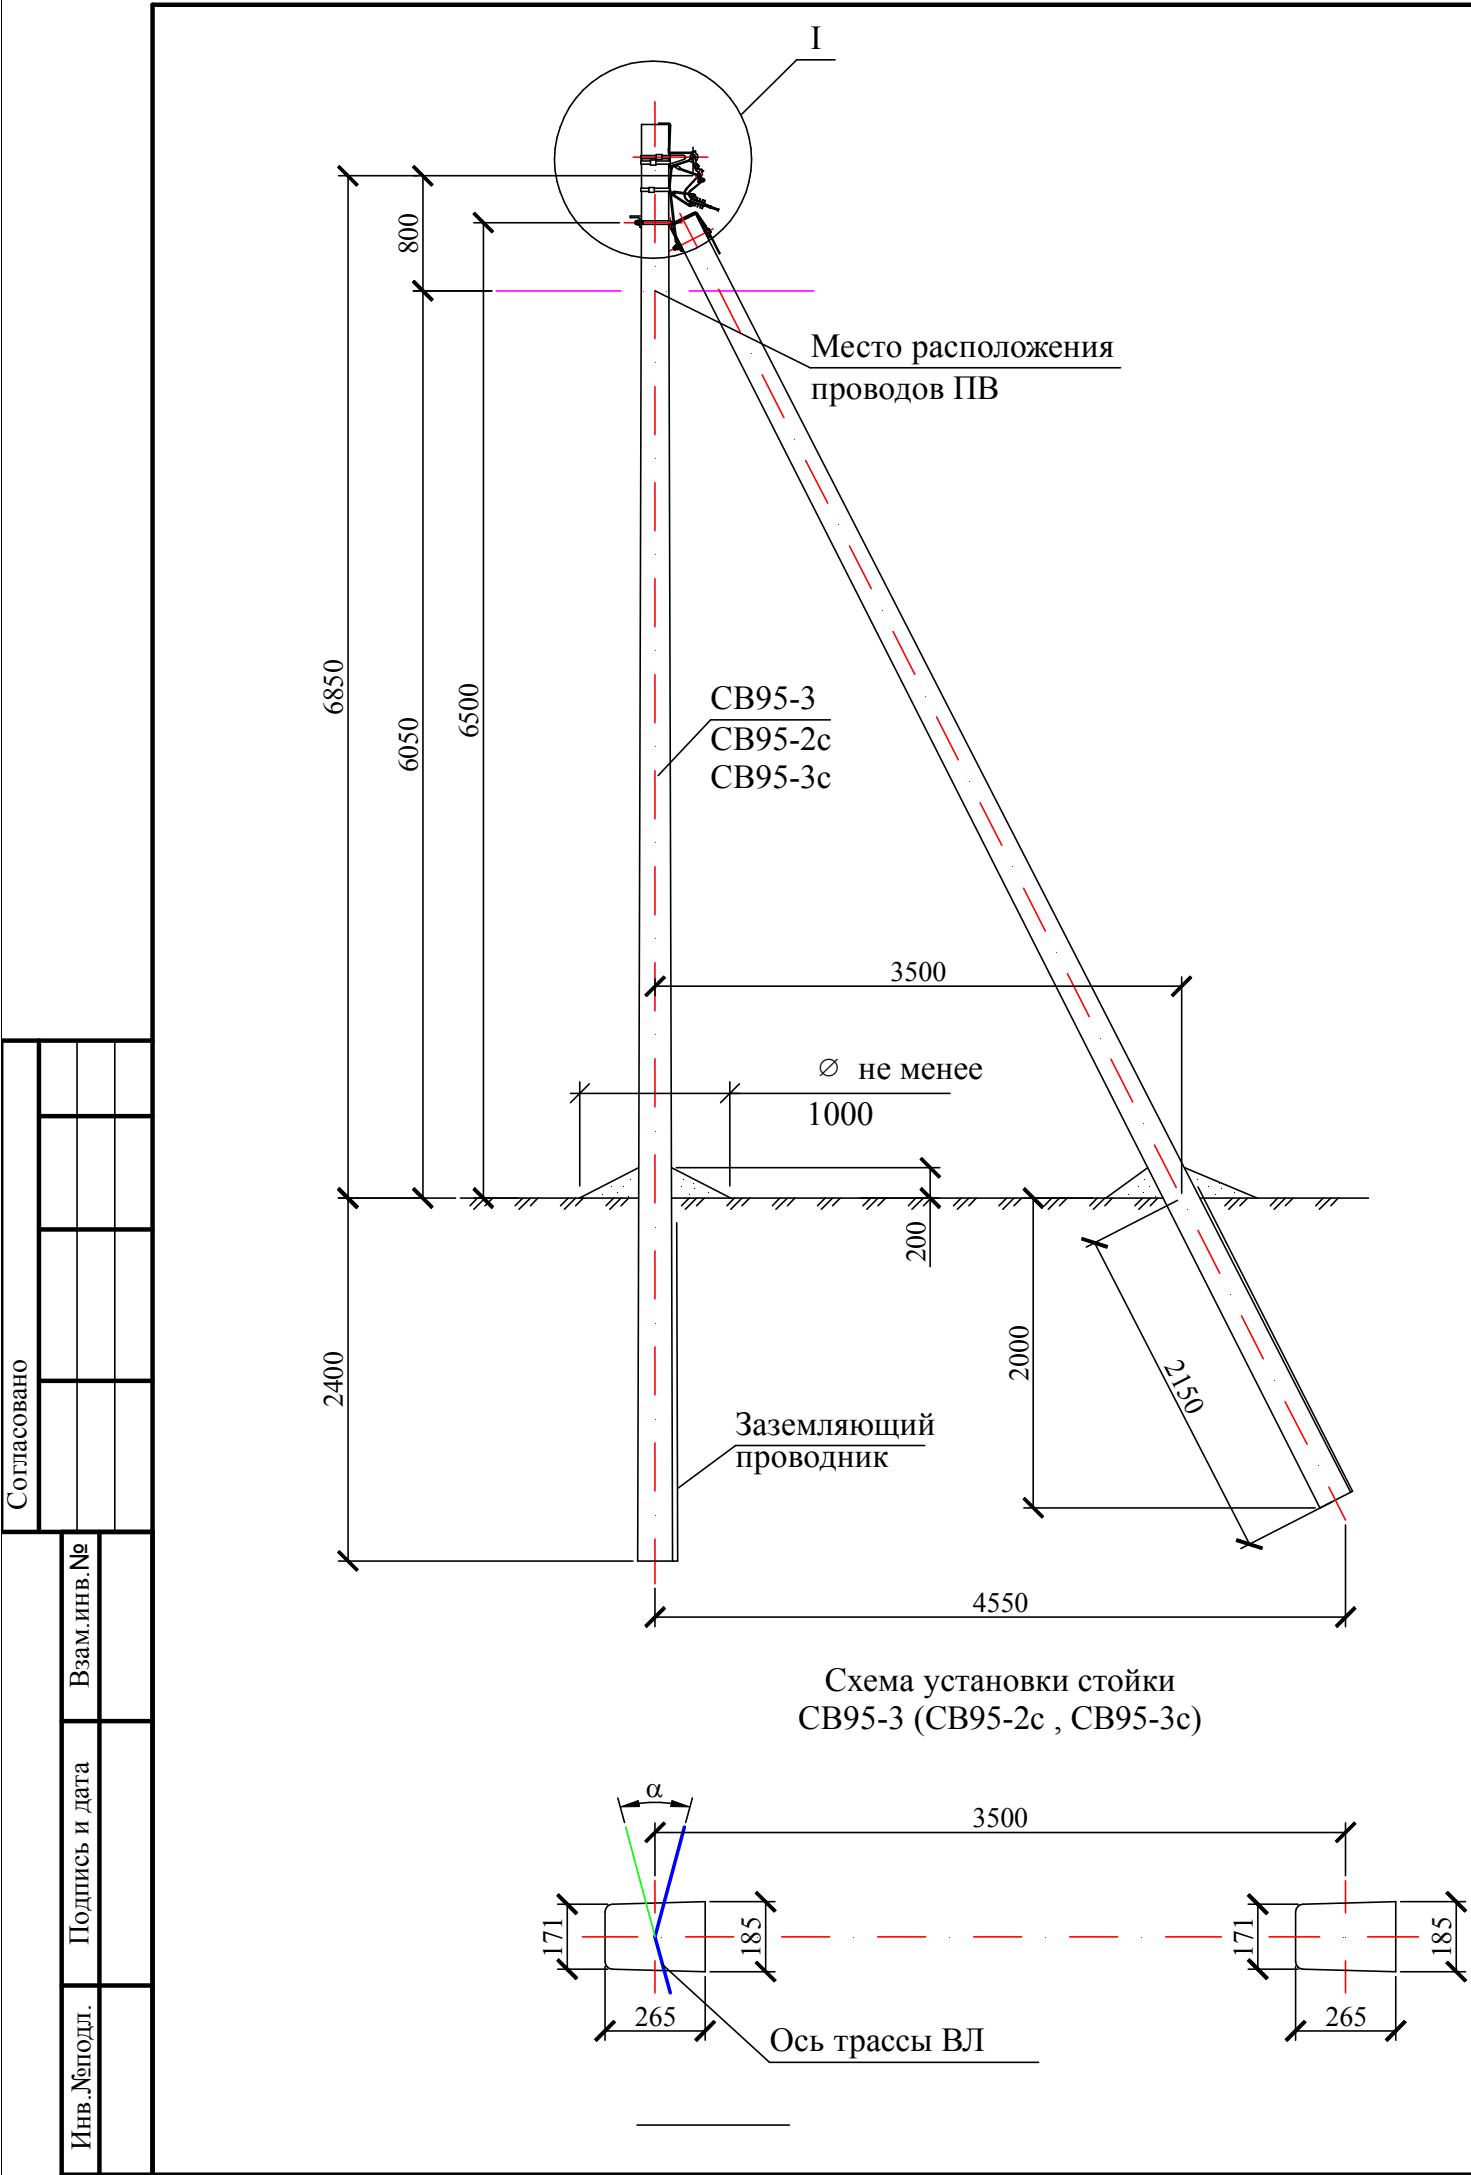 I
800
Место расположения
проводов ПВ
6850
6050
6500
СВ95-3
СВ95-2с
СВ95-3с
3500
∅ не менее
1000
200
2400
2000
2150
Заземляющий
проводник
4550
Схема установки стойки
СВ95-3 (СВ95-2с , СВ95-3с)
α
3500
171
185
171
185
265
265
Ось трассы ВЛ
Согласовано
Взам.инв.№
Подпись и дата
Инв.№подл.